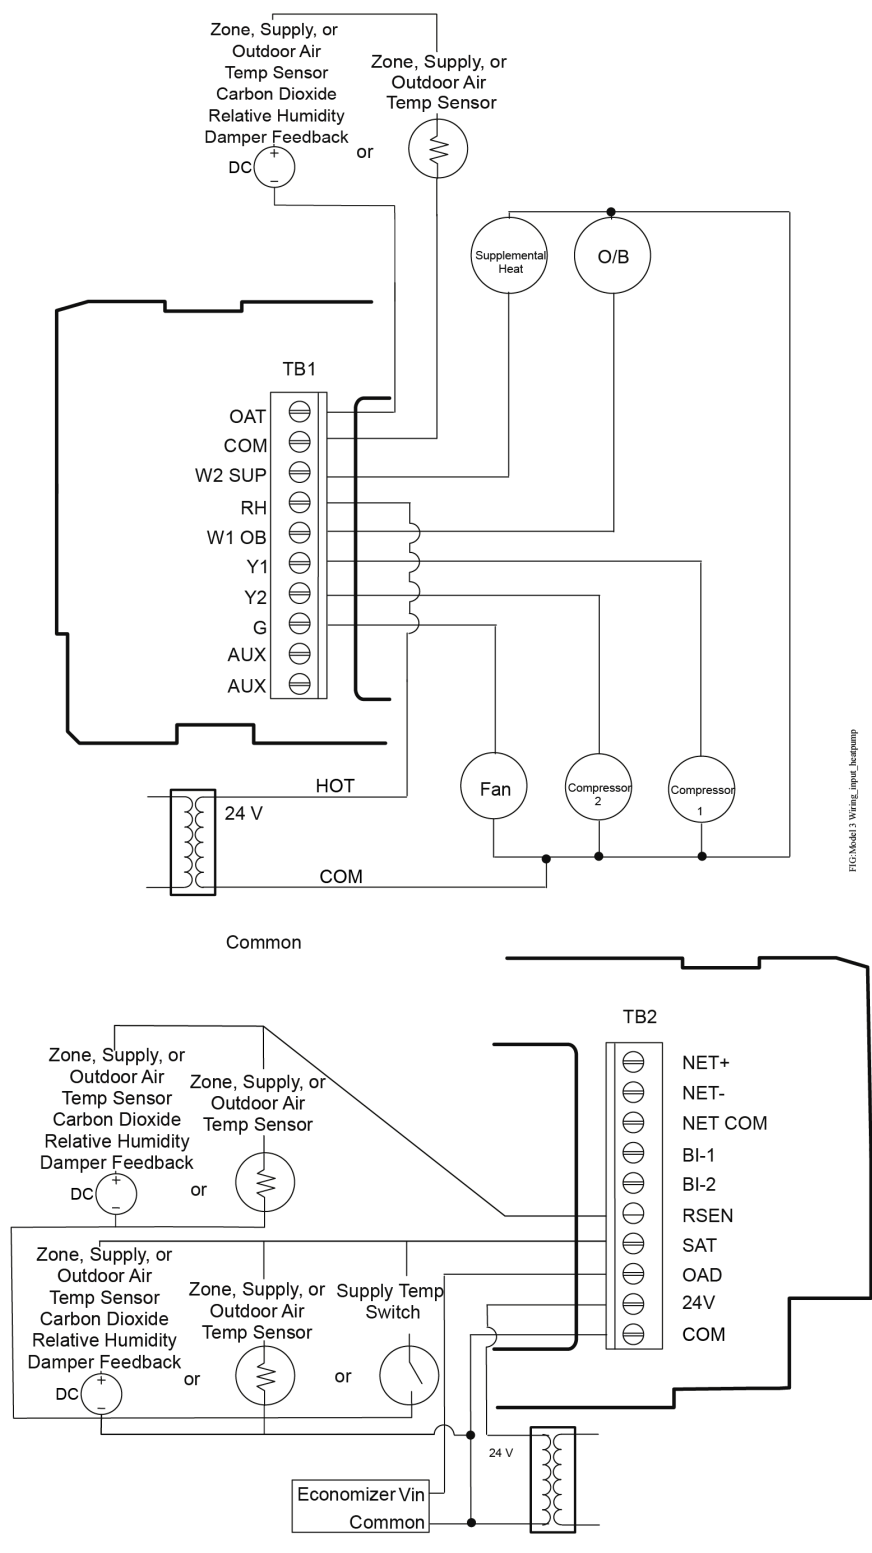 Zone, Supply, or
Outdoor Air
Temp Sensor
Carbon Dioxide
Relative Humidity
Damper Feedback
DC
+
−
or
Zone, Supply, or
Outdoor Air
Temp Sensor
Supplemental
Heat
O/B
TB1
OAT
COM
W2 SUP
RH
W1 OB
Y1
Y2
G
AUX
AUX
Fan
Compressor
2
Compressor
1
HOT
24 V
COM
FIG:Model 3 Wiring_input_heatpump
Common
TB2
NET+
NET-
NET COM
BI-1
BI-2
RSEN
SAT
OAD
24V
COM
Zone, Supply, or
Outdoor Air
Temp Sensor
Carbon Dioxide
Relative Humidity
Damper Feedback
DC
+
−
or
Zone, Supply, or
Outdoor Air
Temp Sensor
Zone, Supply, or
Outdoor Air
Temp Sensor
Carbon Dioxide
Relative Humidity
Damper Feedback
DC
+
−
or
Zone, Supply, or
Outdoor Air
Temp Sensor
or
Supply Temp
Switch
24 V
Economizer Vin
Common